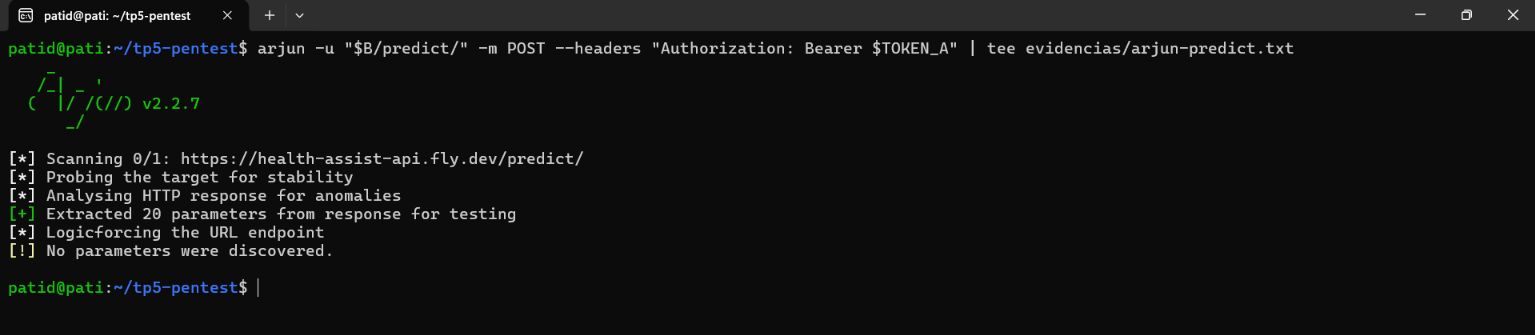 patid@pati: ~/tp5-pentest
patid@pati:~/tp5-pentest$ arjun -u "$B/predict/" -m POST --headers "Authorization: Bearer $TOKEN_A" | tee evidencias/arjun-predict.txt
    _
   /_| _ '
  (  |/ /(//) v2.2.7
      _/
[*] Scanning 0/1: https://health-assist-api.fly.dev/predict/
[*] Probing the target for stability
[*] Analysing HTTP response for anomalies
[+] Extracted 20 parameters from response for testing
[*] Logicforcing the URL endpoint
[!] No parameters were discovered.
patid@pati:~/tp5-pentest$